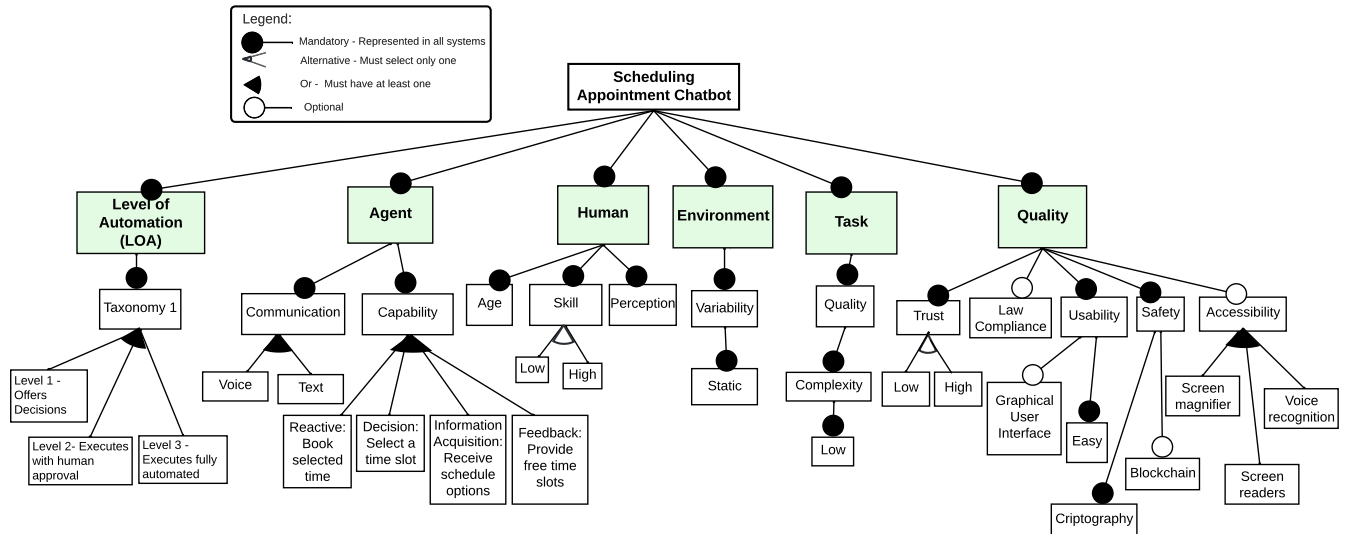 Legend:
Mandatory - Represented in all systems
Alternative - Must select only one
Or - Must have at least one
Optional
Scheduling
Appointment Chatbot
Level of
Automation
(LOA)
Agent
Human
Environment
Task
Quality
Taxonomy 1
Communication
Capability
Age
Skill
Perception
Variability
Quality
Trust
Law
Compliance
Usability
Safety
Accessibility
Level 1 -
Offers
Decisions
Level 2- Executes
with human
approval
Level 3 -
Executes fully
automated
Voice
Text
Reactive:
Book
selected
time
Decision:
Select a
time slot
Information
Acquisition:
Receive
schedule
options
Feedback:
Provide
free time
slots
Low
High
Static
Complexity
Low
Low
High
Graphical
User
Interface
Easy
Criptography
Blockchain
Screen
magnifier
Screen
readers
Voice
recognition